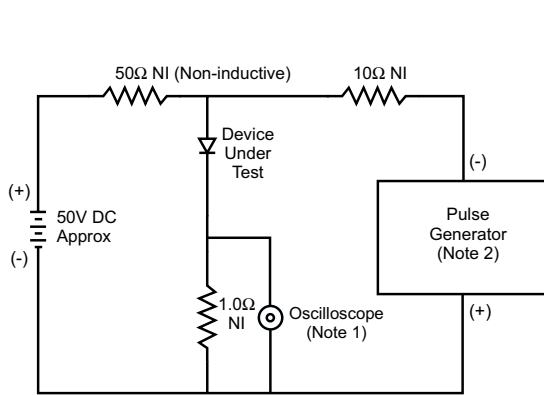 50Ω NI (Non-inductive)
10Ω NI
Device
Under
Test
(-)
(+)
50V DC
Approx
(-)
Pulse
Generator
(Note 2)
1.0Ω
NI
Oscilloscope
(Note 1)
(+)